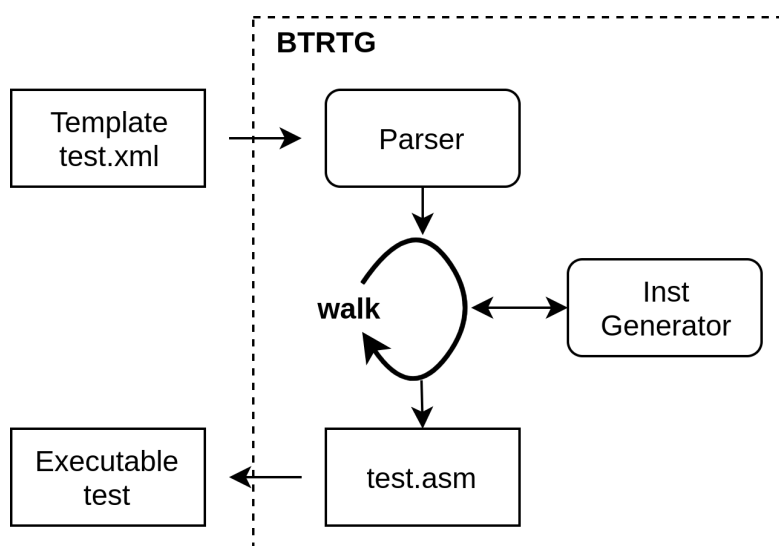 BTRTG
Template
test.xml
Parser
walk
Inst
Generator
Executable
test
test.asm